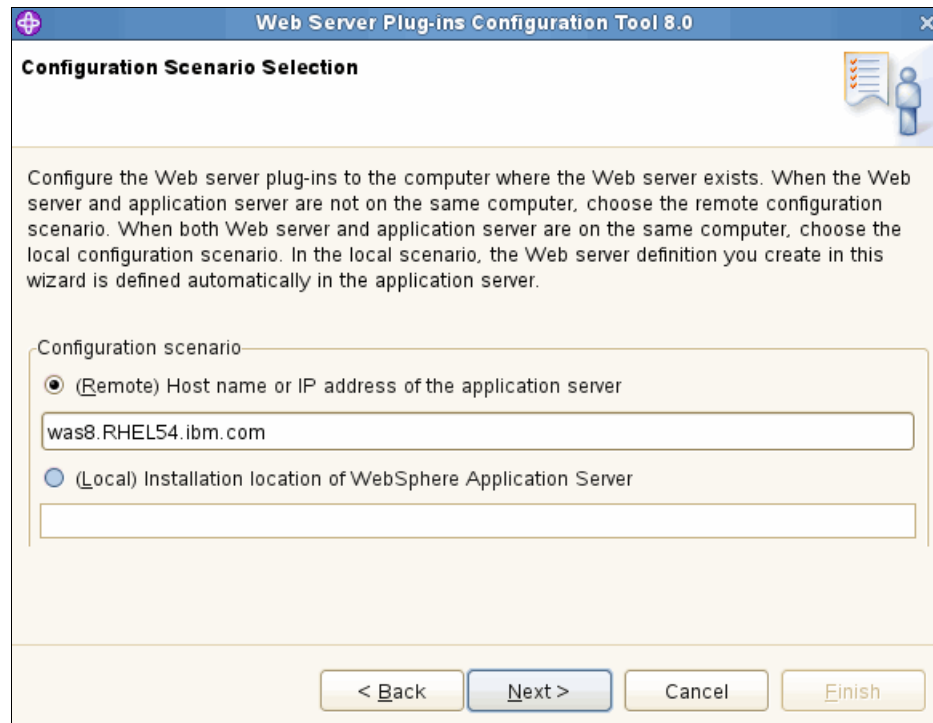 Web Server Plug-ins Configuration Tool 8.0
Configuration Scenario Selection
Configure the Web server plug-ins to the computer where the Web server exists. When the Web
server and application server are not on the same computer, choose the remote configuration
scenario. When both Web server and application server are on the same computer, choose the
local configuration scenario. In the local scenario, the Web server definition you create in this
wizard is defined automatically in the application server.
Configuration scenario
(Remote) Host name or IP address of the application server
was8.RHEL54.ibm.com
(Local) Installation location of WebSphere Application Server
< Back Next > Cancel Finish